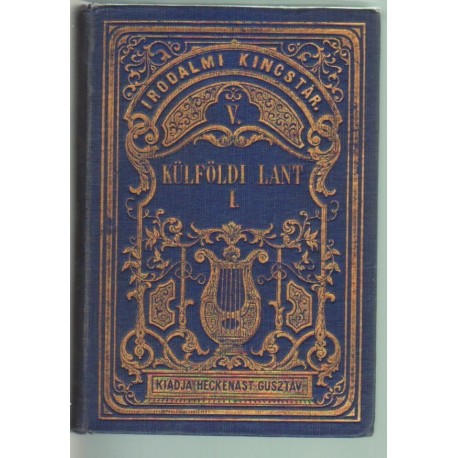 IRODALMI KINCSTÁR.
V.
KÜLFÖLDI LANT
I.
KIADJA HECKENAST GUSZTÁV.